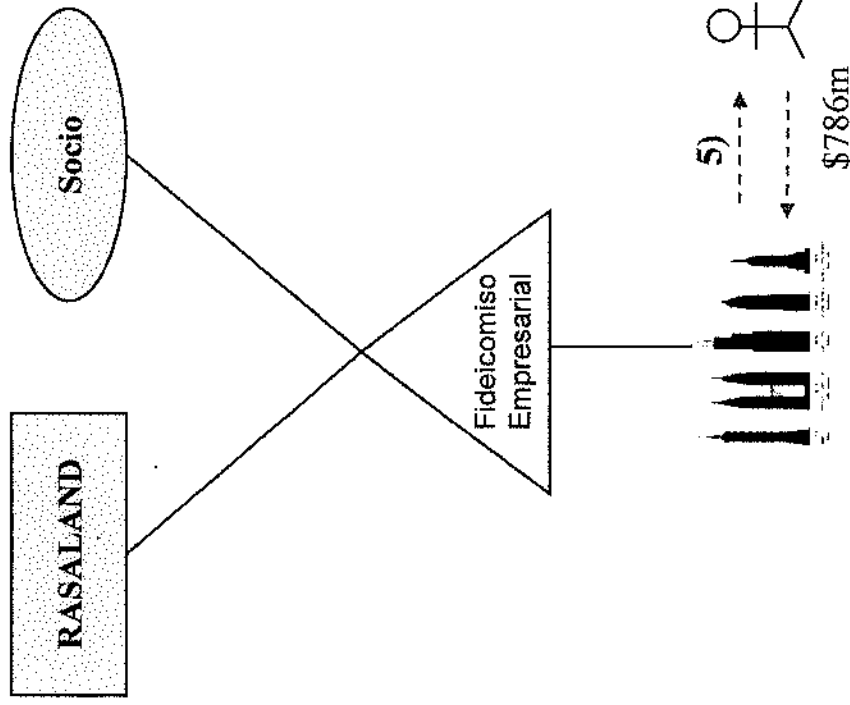 RASALAND
Socio
Fideicomiso
Empresarial
5)
$786m